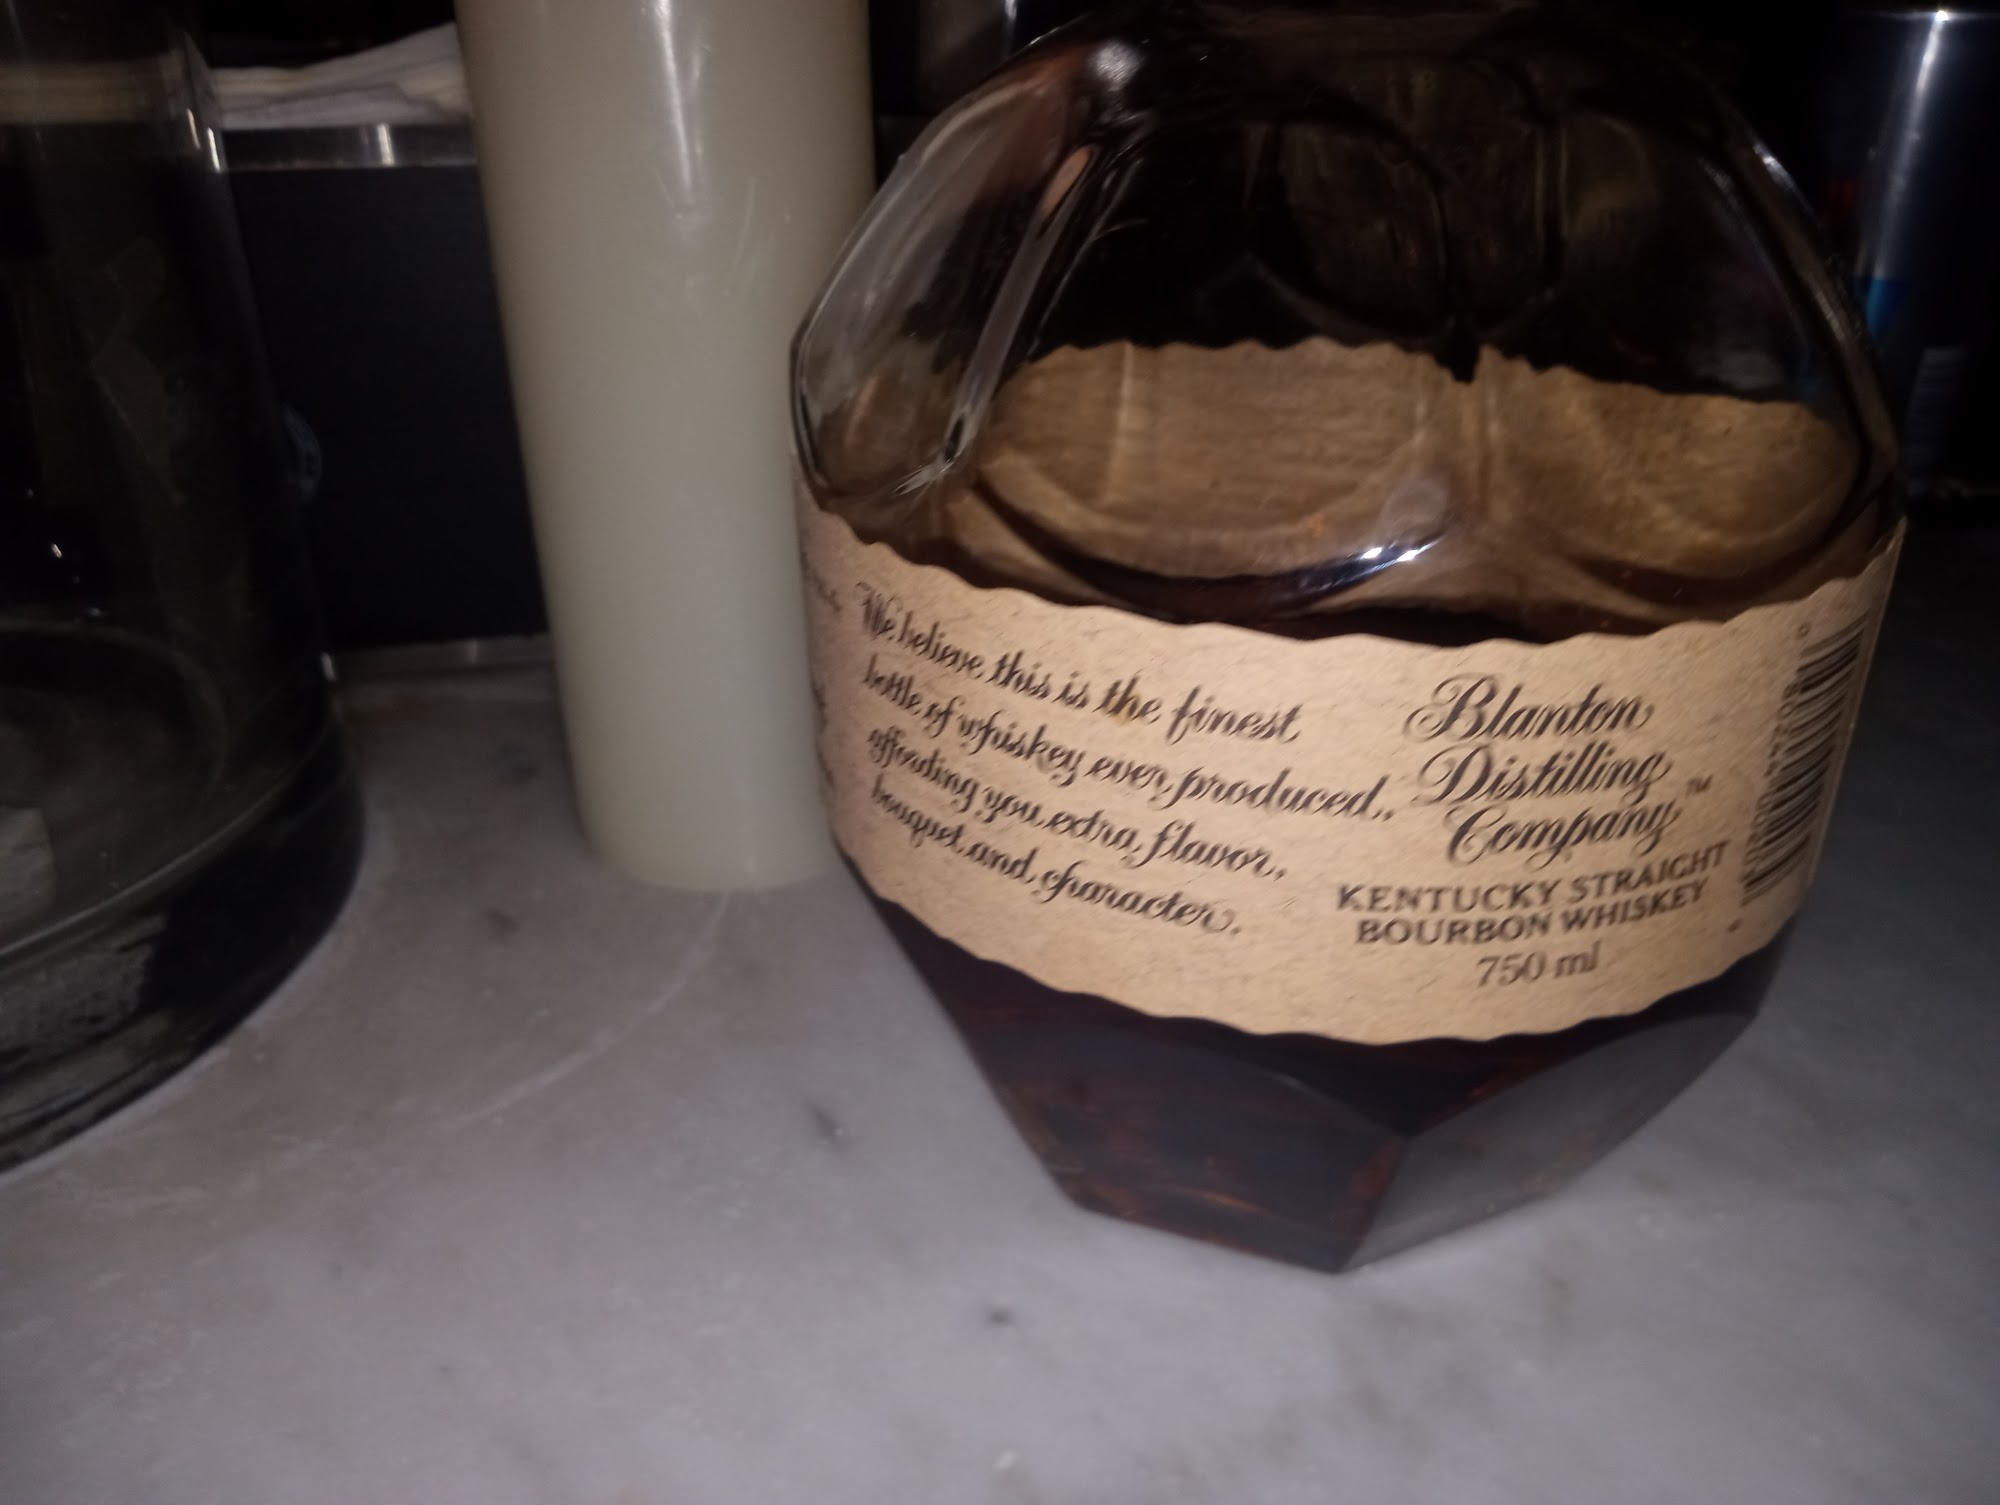 We believe this is the finest
bottle of whiskey ever produced,
affording you extra flavor,
bouquet and character.
Blanton
Distilling
Company™
KENTUCKY STRAIGHT
BOURBON WHISKEY
750 ml